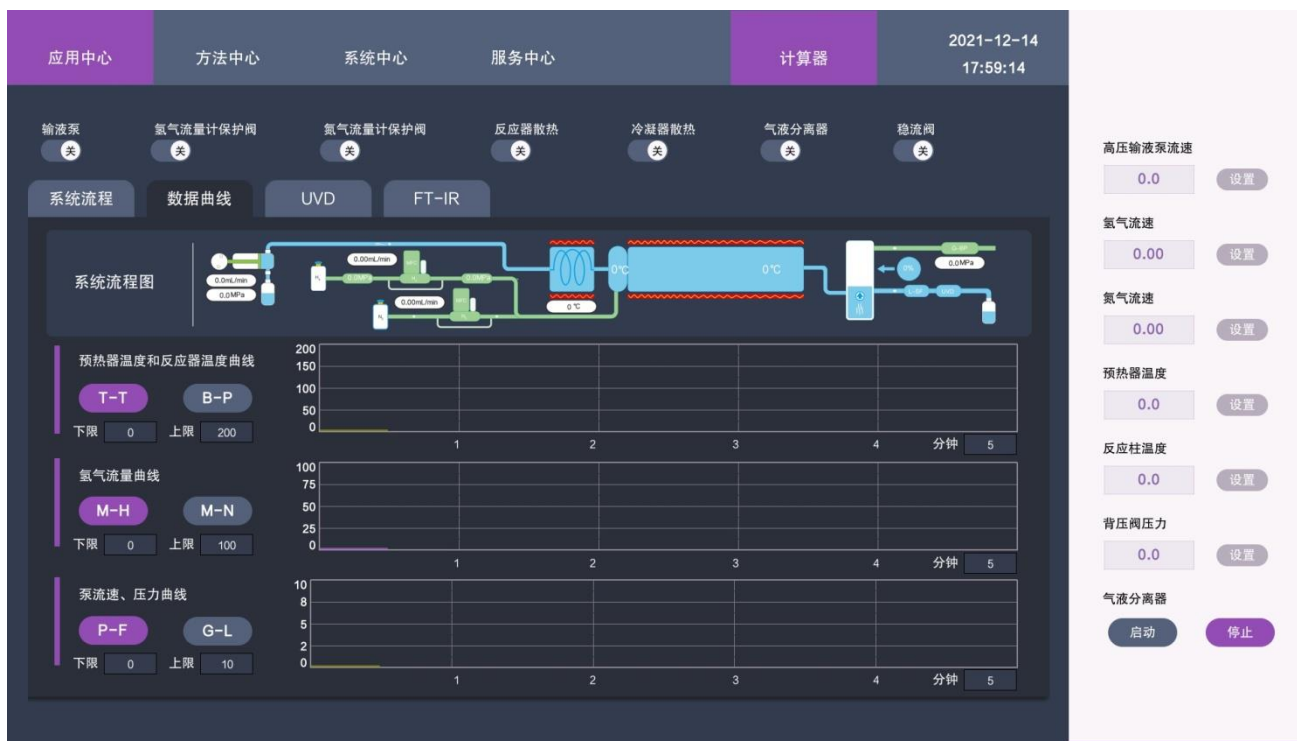 应用中心 方法中心 系统中心 服务中心 计算器 2021-12-14
17:59:14
输液泵 氢气流量计保护阀 氮气流量计保护阀 反应器散热 冷凝器散热 气液分离器 稳流阀
关 关 关 关 关 关 关
系统流程 数据曲线 UVD FT-IR
系统流程图
0.0mL/min
0.0MPa
0.00mL/min
0.00mL/min
0℃
0℃
0℃
0%
0.0MPa
UVD
预热器温度和反应器温度曲线
T-T B-P
下限 0 上限 200
200
150
100
50
0
1 2 3 4 分钟 5
氢气流量曲线
M-H M-N
下限 0 上限 100
100
75
50
25
0
1 2 3 4 分钟 5
泵流速、压力曲线
P-F G-L
下限 0 上限 10
10
8
5
2
0
1 2 3 4 分钟 5
高压输液泵流速
0.0 设置
氢气流速
0.00 设置
氮气流速
0.00 设置
预热器温度
0.0 设置
反应柱温度
0.0 设置
背压阀压力
0.0 设置
气液分离器
启动 停止